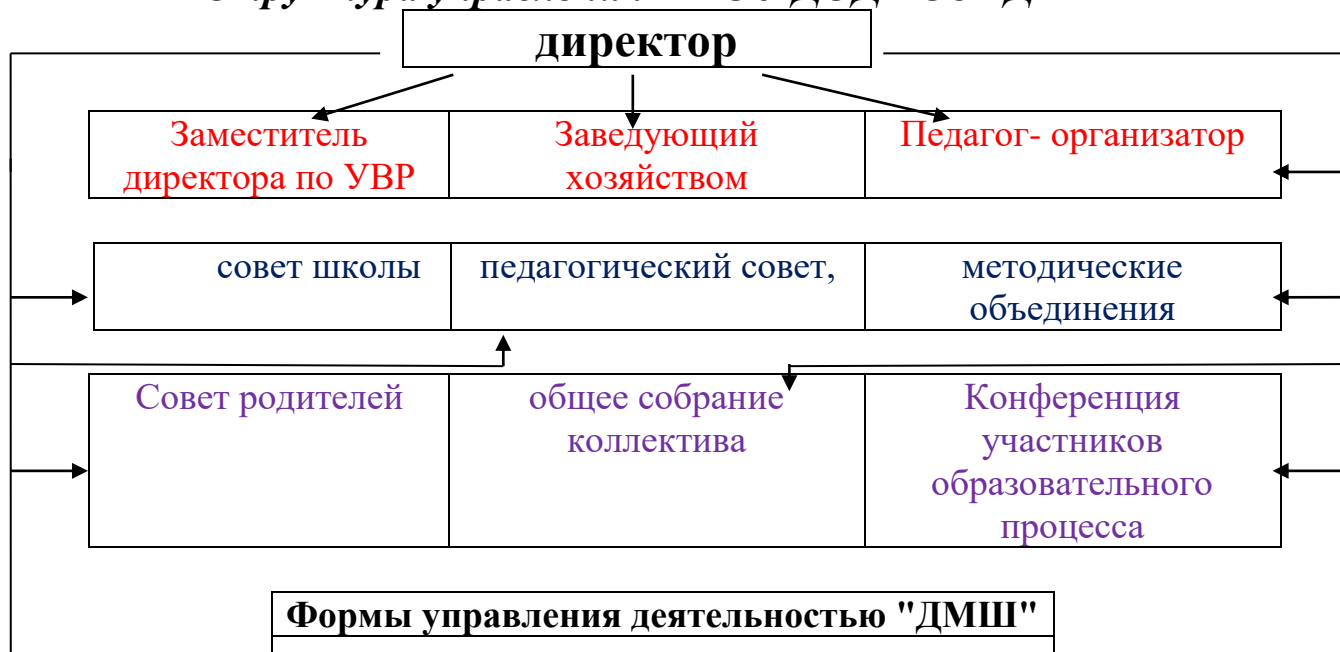 директор
Заместитель
директора по УВР
Заведующий
хозяйством
Педагог- организатор
совет школы
педагогический совет,
методические
объединения
Совет родителей
общее собрание
коллектива
Конференция
участников
образовательного
процесса
Формы управления деятельностью "ДМШ"